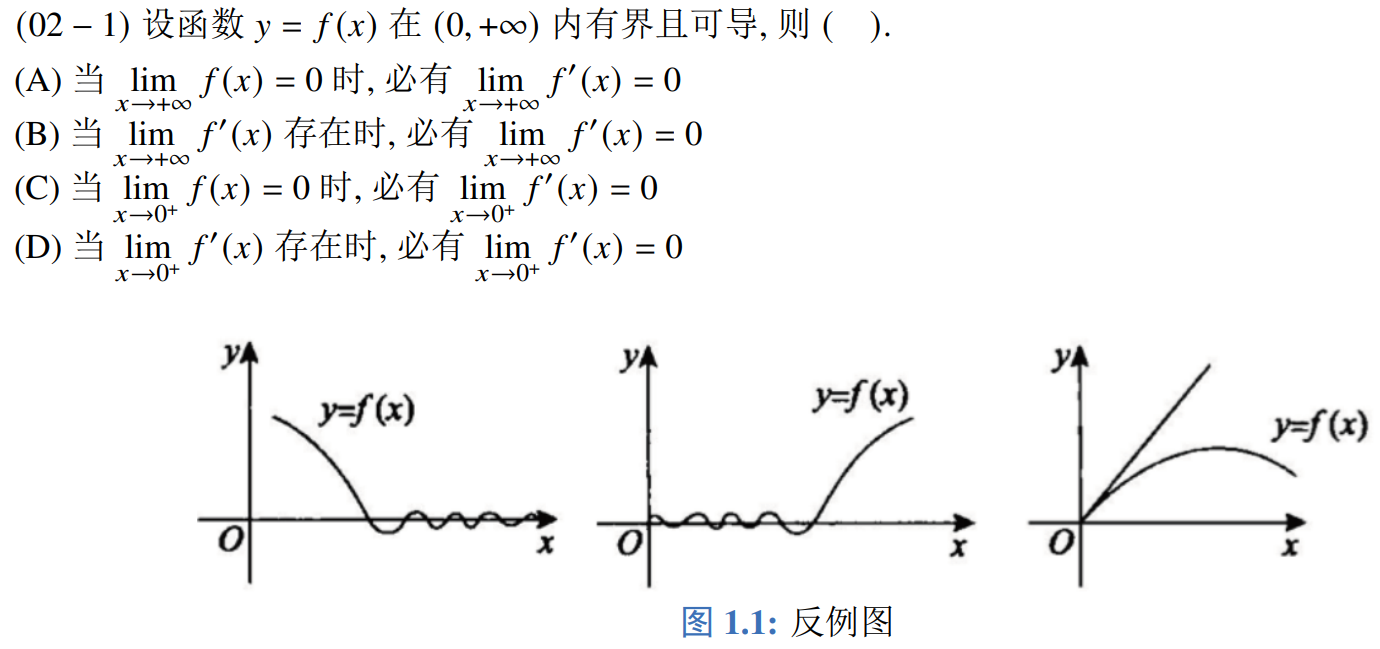 (02 − 1) 设函数 y = f(x) 在 (0, +∞) 内有界且可导, 则 (   ).
(A) 当 lim_{x→+∞} f(x) = 0 时, 必有 lim_{x→+∞} f′(x) = 0
(B) 当 lim_{x→+∞} f′(x) 存在时, 必有 lim_{x→+∞} f′(x) = 0
(C) 当 lim_{x→0⁺} f(x) = 0 时, 必有 lim_{x→0⁺} f′(x) = 0
(D) 当 lim_{x→0⁺} f′(x) 存在时, 必有 lim_{x→0⁺} f′(x) = 0
y
y=f(x)
O
x
y
y=f(x)
O
x
y
y=f(x)
O
x
图 1.1: 反例图